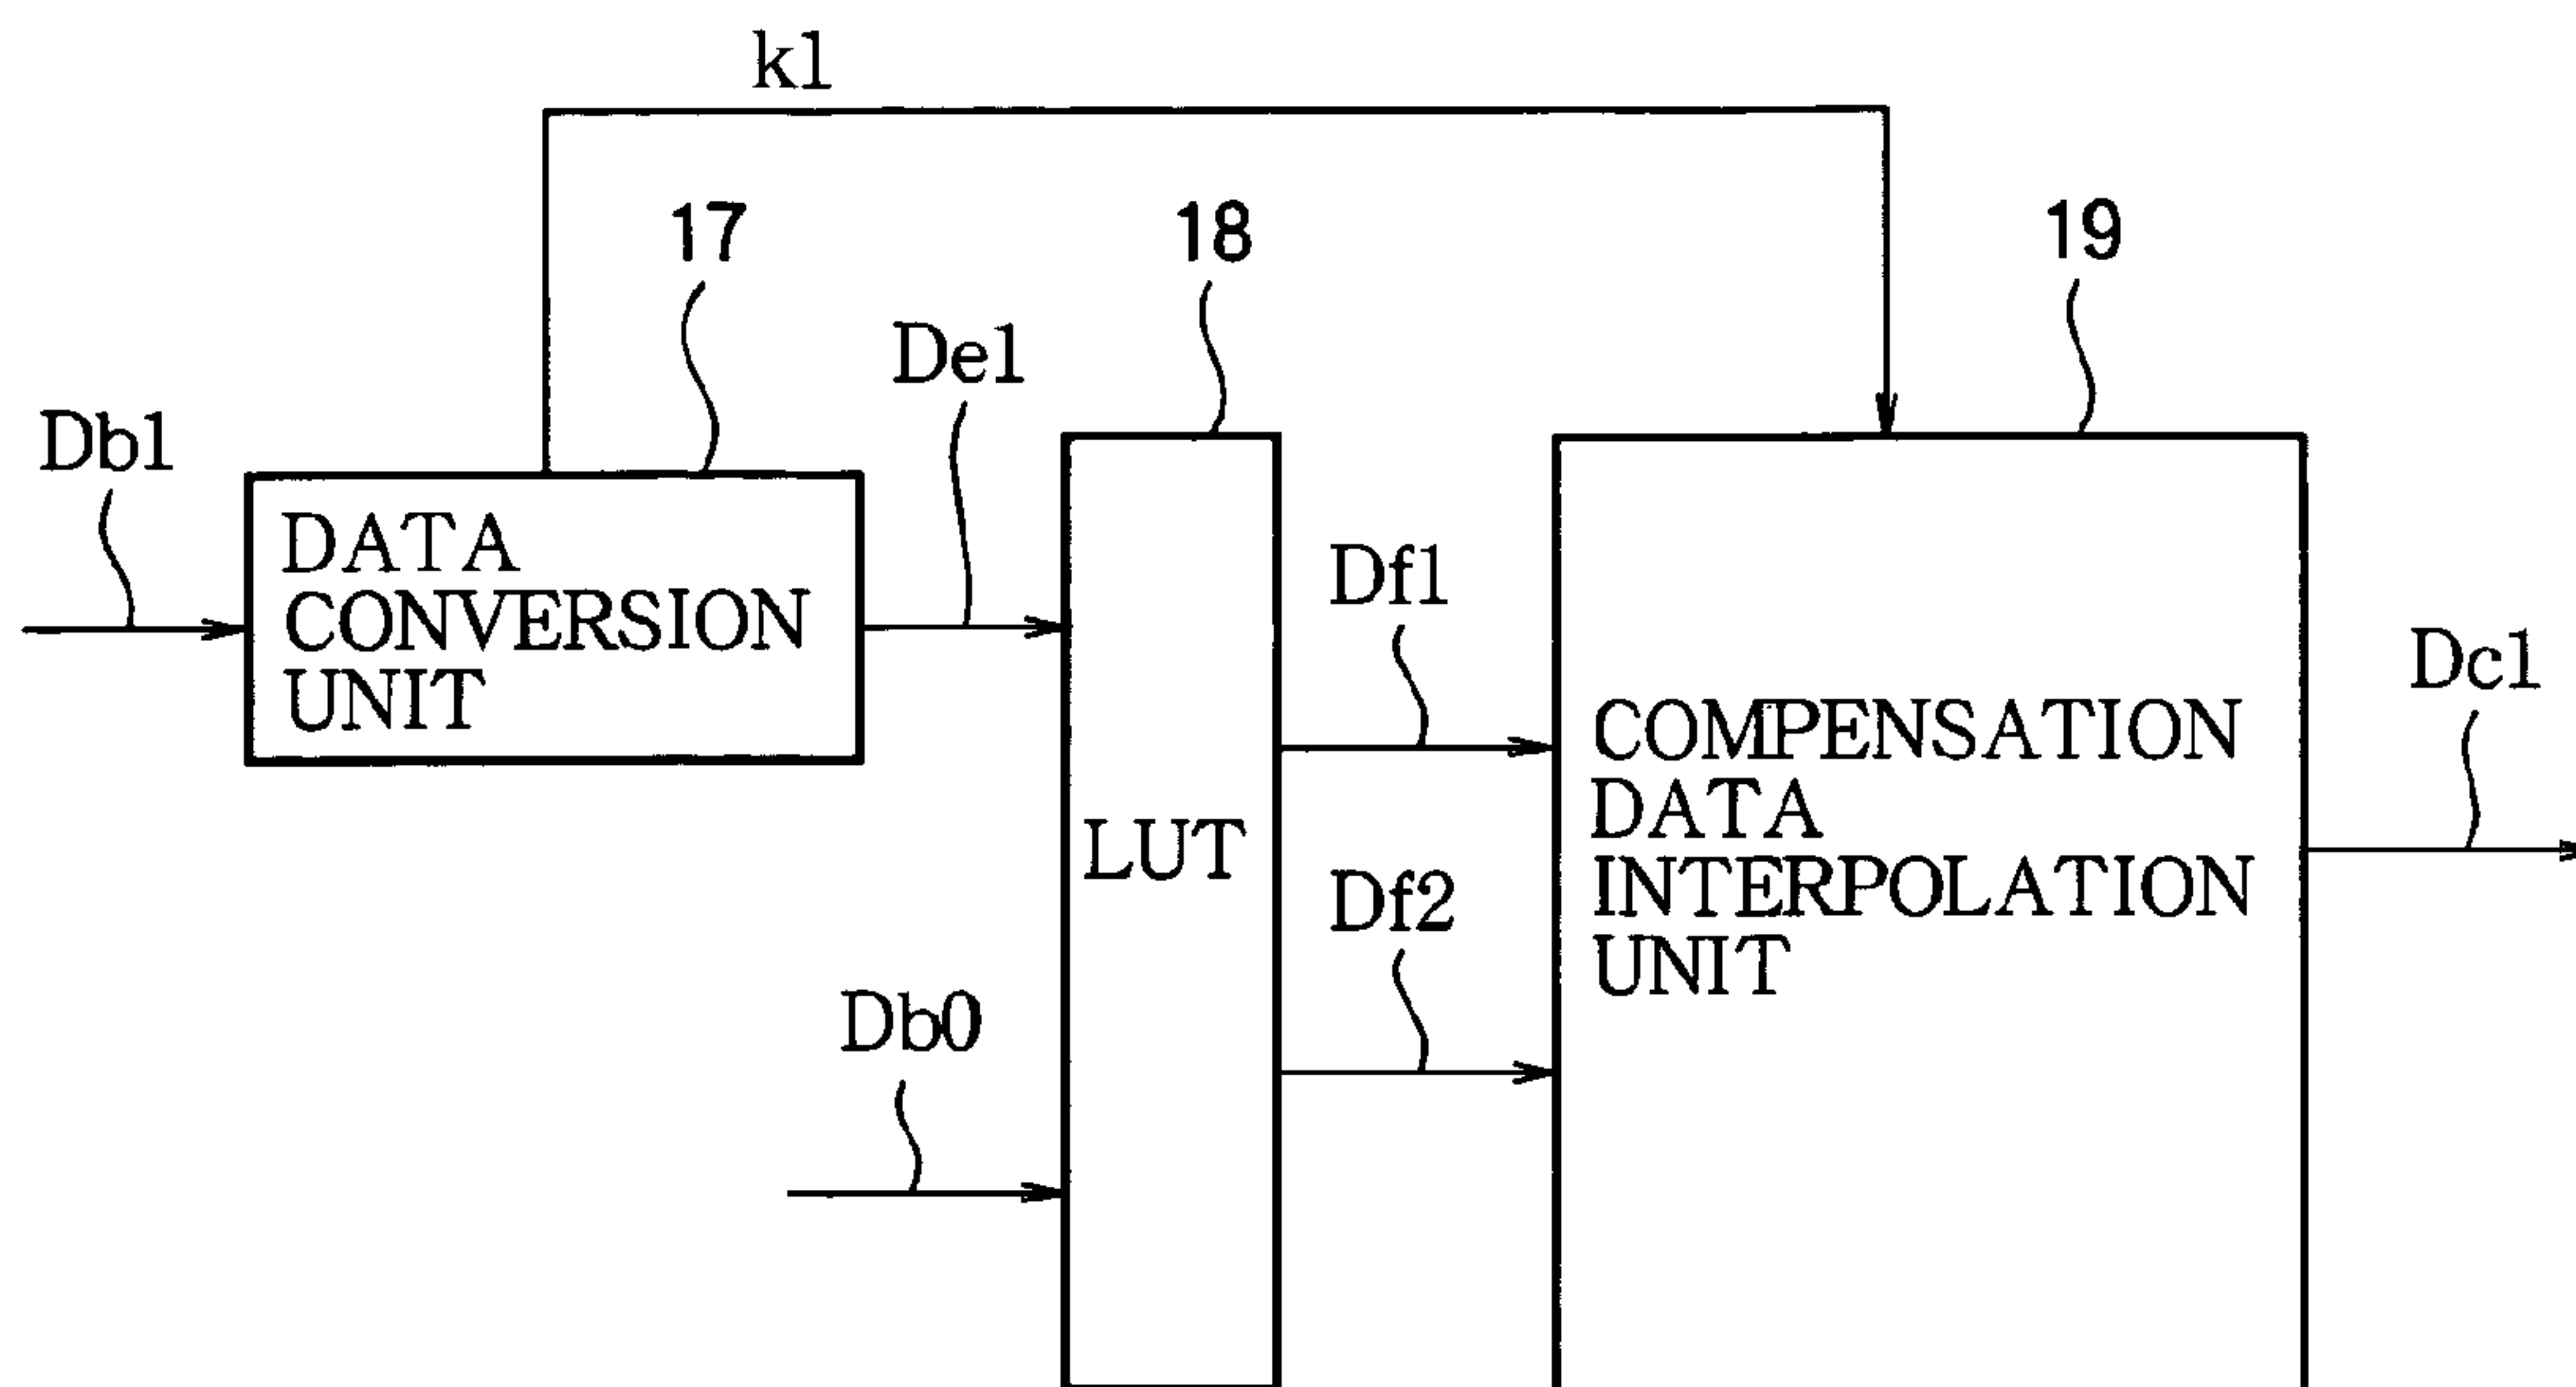 k1
17
18
19
De1
Db1
DATA
CONVERSION
UNIT
Df1
Dc1
COMPENSATION
DATA
INTERPOLATION
UNIT
LUT
Df2
Db0